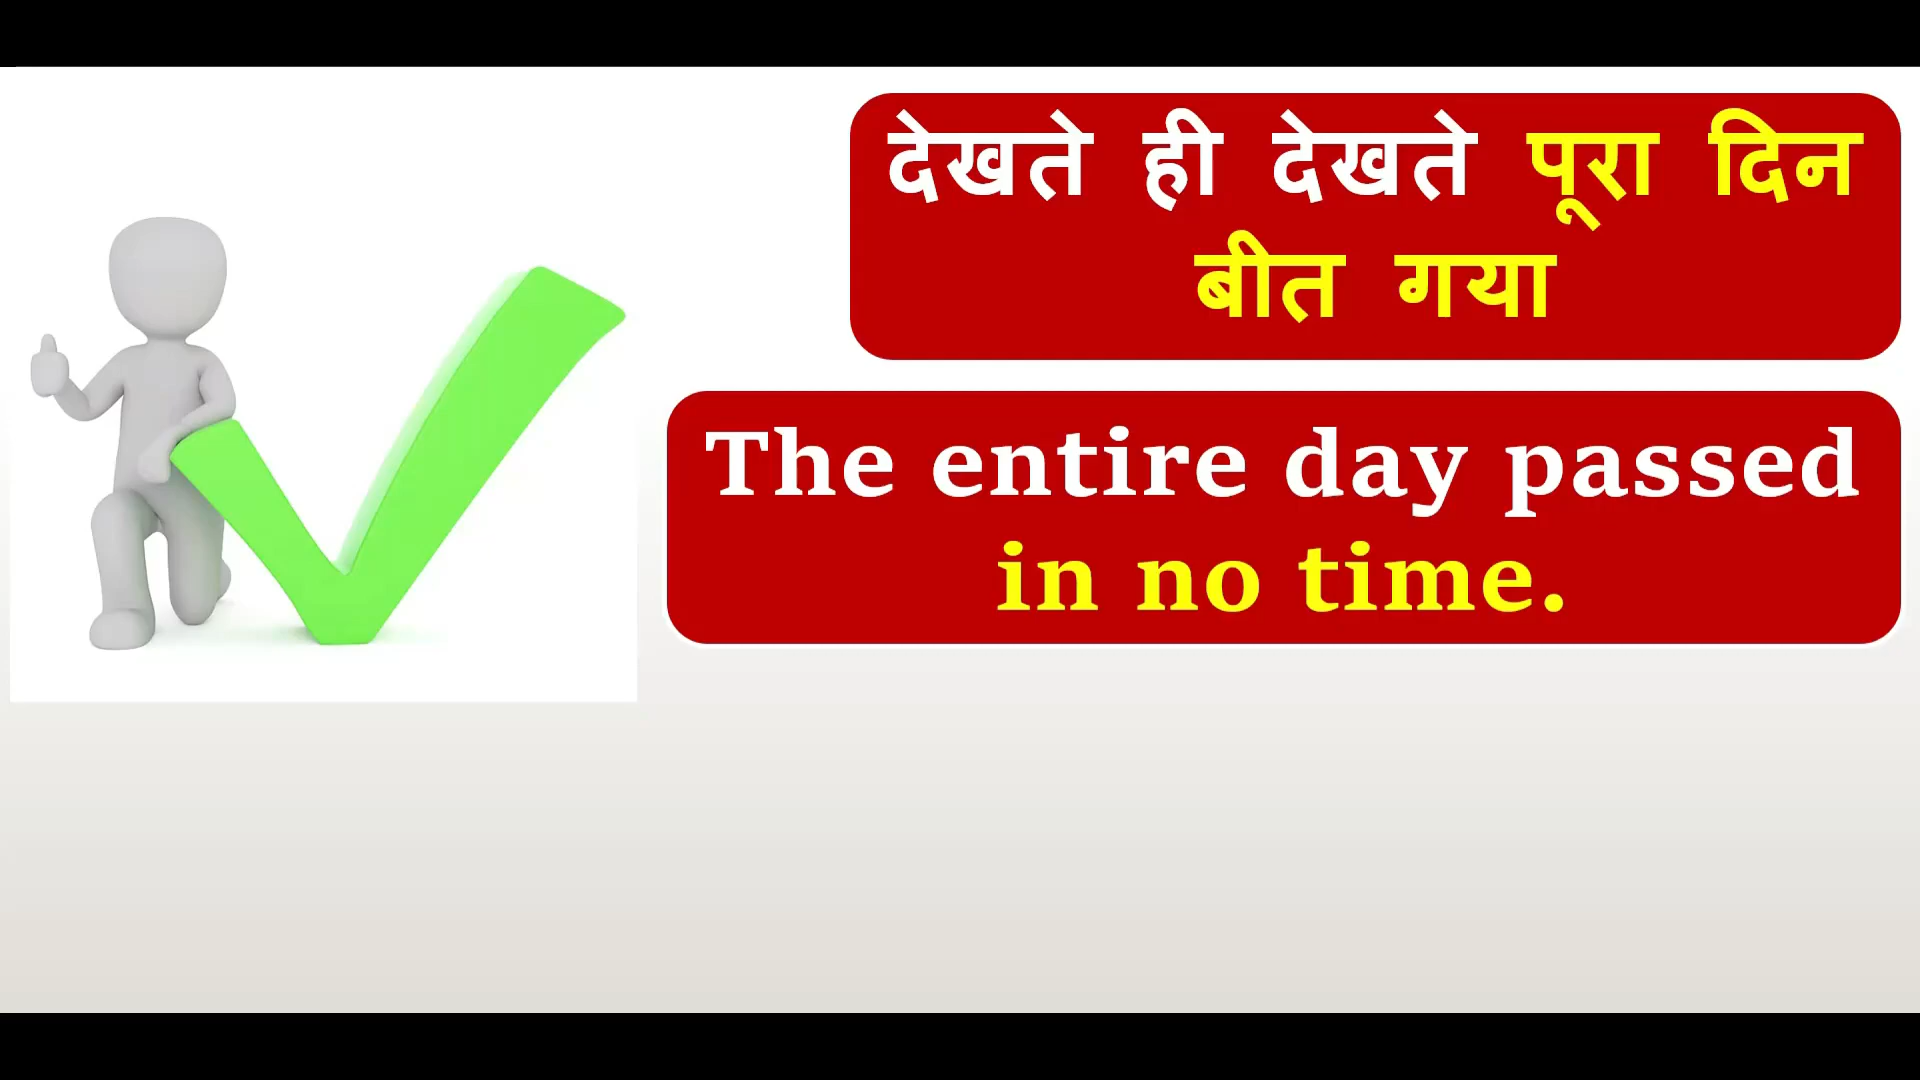 देखते ही देखते पूरा दिन
बीत गया
The entire day passed
in no time.